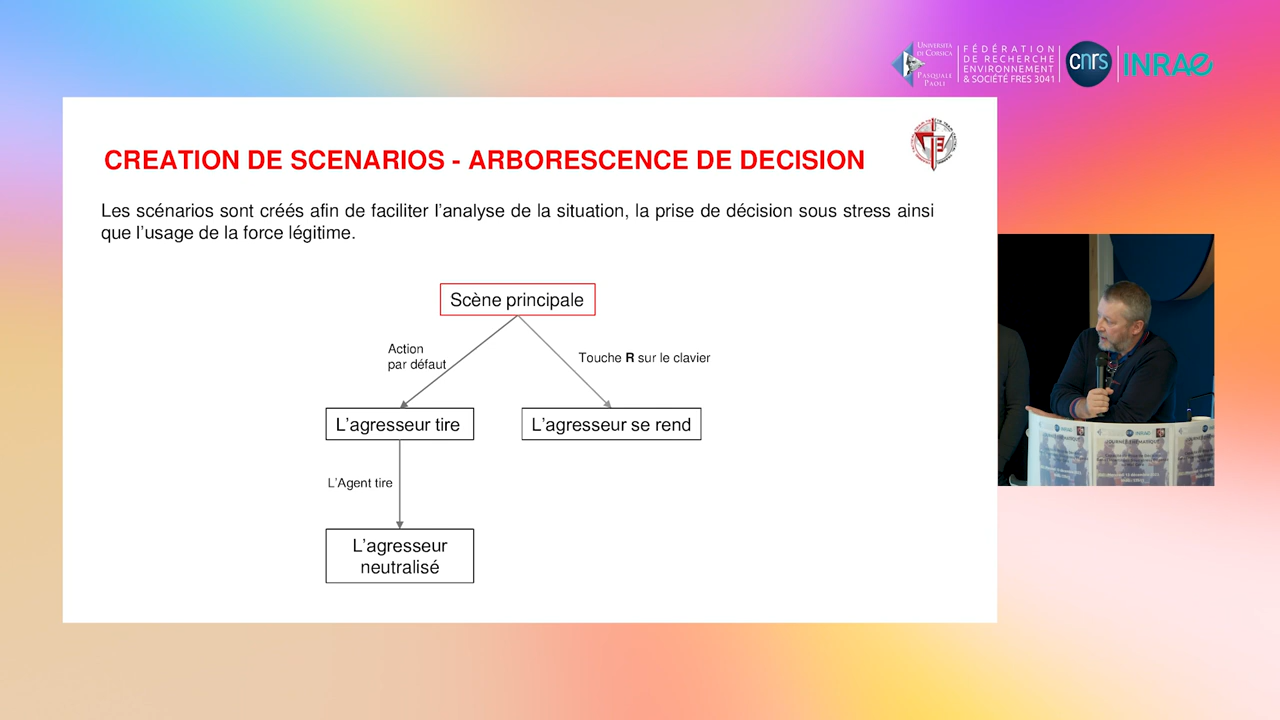 UNIVERSITÀ
DI CORSICA
PASQUALE
PAOLI
FÉDÉRATION
DE RECHERCHE
ENVIRONNEMENT
& SOCIÉTÉ FRES 3041
cnrs
INRAE
CREATION DE SCENARIOS - ARBORESCENCE DE DECISION
Les scénarios sont créés afin de faciliter l'analyse de la situation, la prise de décision sous stress ainsi
que l'usage de la force légitime.
Scène principale
Action
par défaut
Touche R sur le clavier
L'agresseur tire
L'agresseur se rend
L'Agent tire
L'agresseur
neutralisé
JOURNÉE THÉMATIQUE